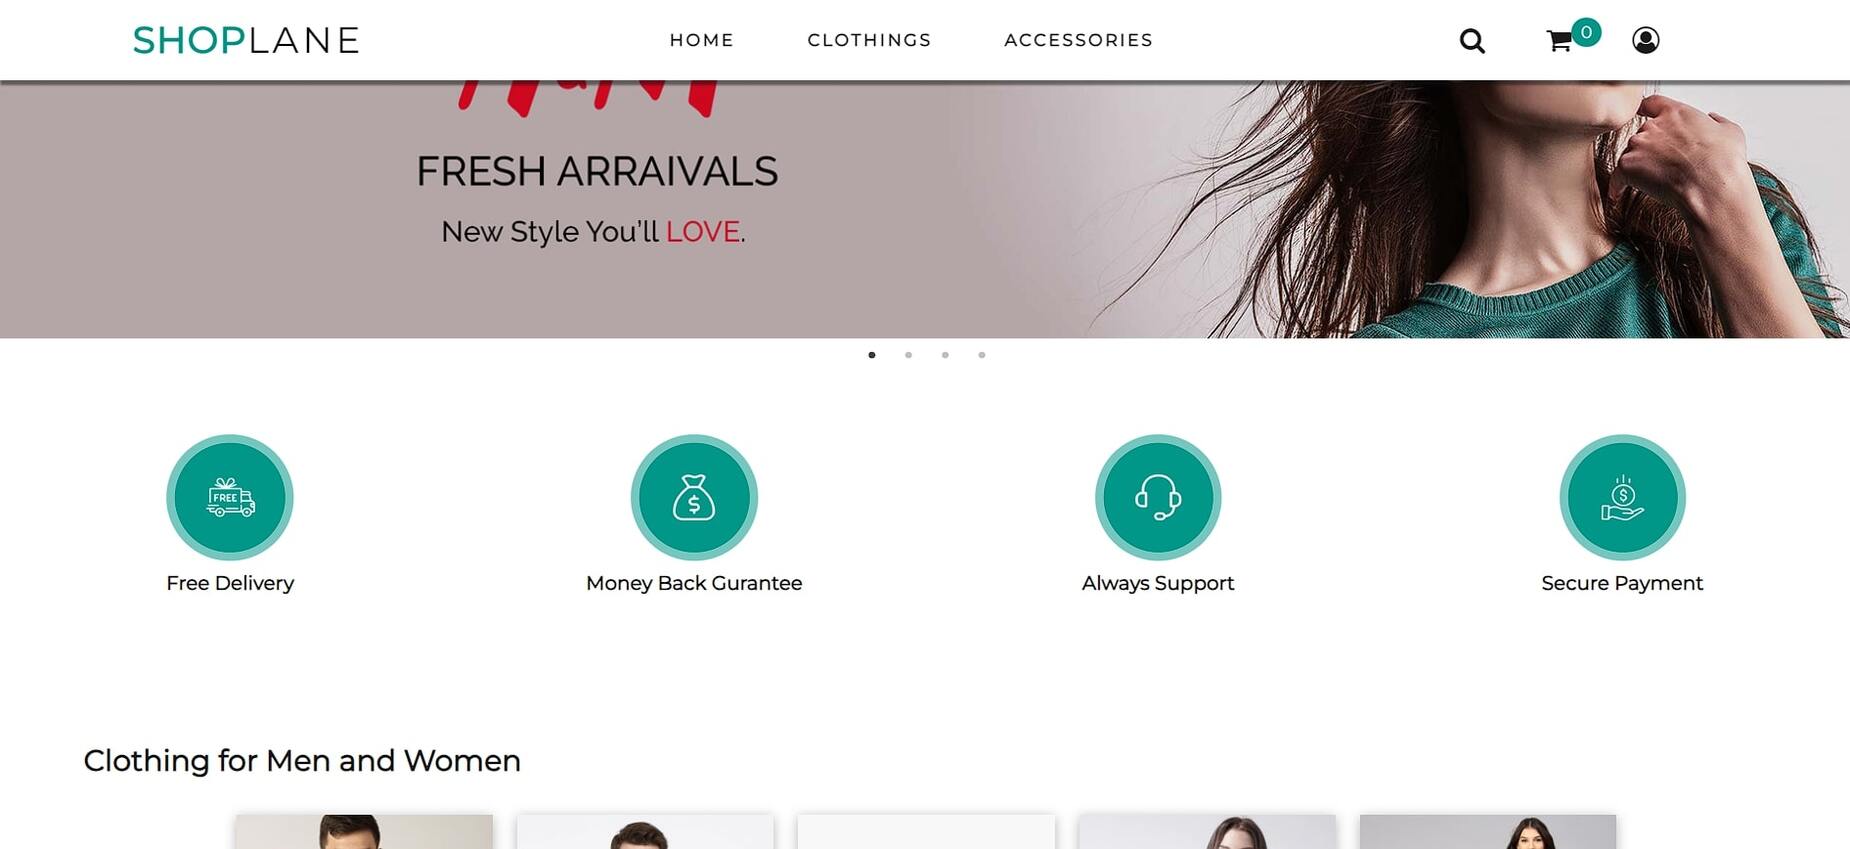 SHOPLANE
HOME
CLOTHINGS
ACCESSORIES
0
FRESH ARRAIVALS
New Style You'll LOVE.
FREE
$
$
Free Delivery
Money Back Gurantee
Always Support
Secure Payment
Clothing for Men and Women